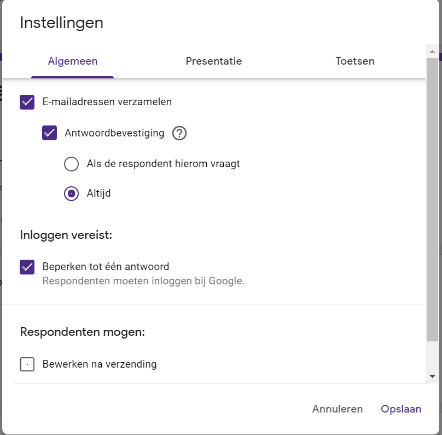 Instellingen
Algemeen Presentatie Toetsen
E-mailadressen verzamelen
Antwoordbevestiging ?
Als de respondent hierom vraagt
Altijd
Inloggen vereist:
Beperken tot één antwoord
Respondenten moeten inloggen bij Google.
Respondenten mogen:
Bewerken na verzending
Annuleren Opslaan